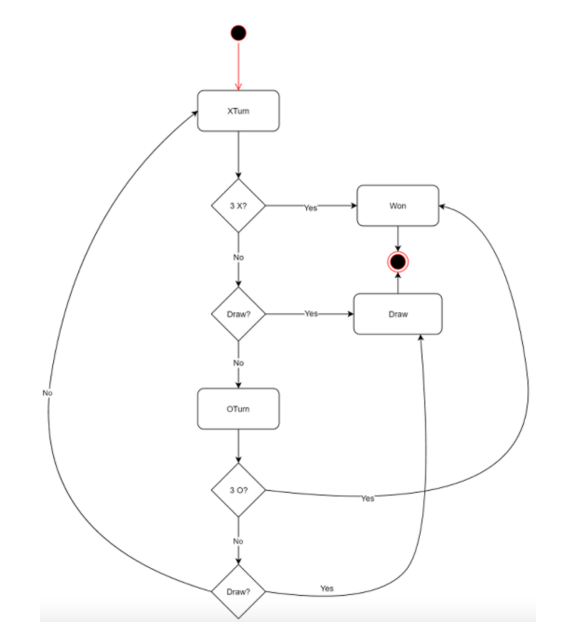 XTurn
3 X?
Yes
Won
No
Draw?
Yes
Draw
No
OTurn
No
3 O?
Yes
No
Draw?
Yes